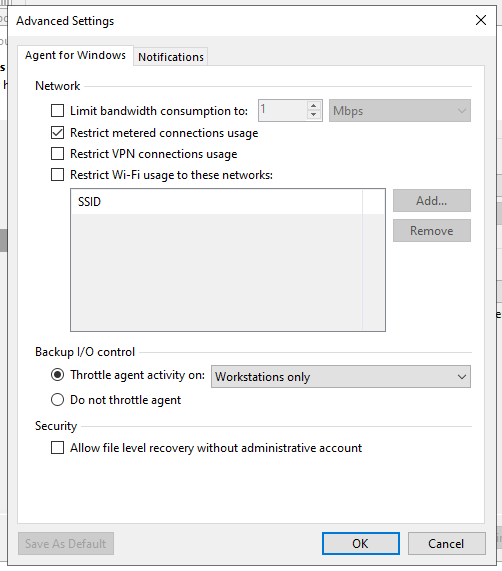 Advanced Settings
Agent for Windows
Notifications
Network
Limit bandwidth consumption to:
1
Mbps
Restrict metered connections usage
Restrict VPN connections usage
Restrict Wi-Fi usage to these networks:
SSID
Add...
Remove
Backup I/O control
Throttle agent activity on:
Workstations only
Do not throttle agent
Security
Allow file level recovery without administrative account
Save As Default
OK
Cancel